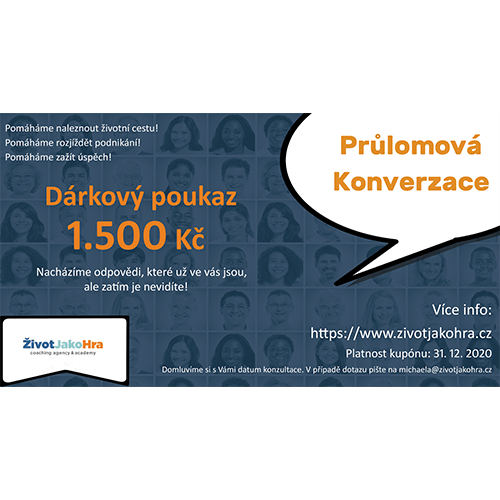 Pomáháme naleznout životní cestu!
Pomáháme rozjíždět podnikání!
Pomáháme zažít úspěch!
Průlomová
Konverzace
Dárkový poukaz
1.500 Kč
Nacházíme odpovědi, které už ve vás jsou,
ale zatím je nevidíte!
ŽivotJakoHra
coaching agency & academy
Více info:
https://www.zivotjakohra.cz
Platnost kupónu: 31. 12. 2020
Domluvíme si s Vámi datum konzultace. V případě dotazu pište na michaela@zivotjakohra.cz